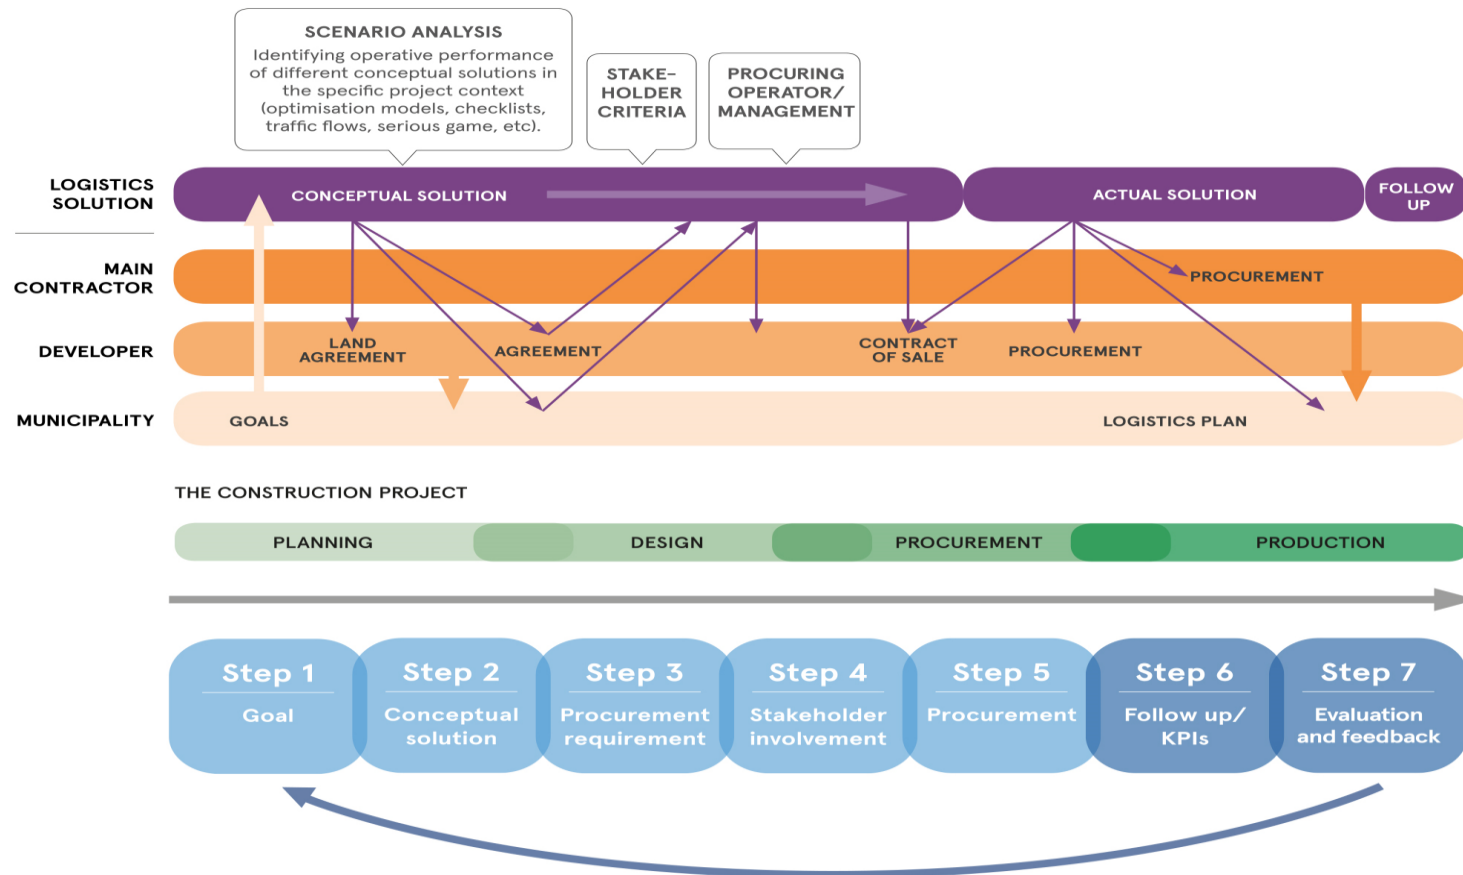 SCENARIO ANALYSIS
Identifying operative performance
of different conceptual solutions in
the specific project context
(optimisation models, checklists,
traffic flows, serious game, etc).
STAKE–
HOLDER
CRITERIA
PROCURING
OPERATOR/
MANAGEMENT
LOGISTICS
SOLUTION
CONCEPTUAL SOLUTION
ACTUAL SOLUTION
FOLLOW
UP
MAIN
CONTRACTOR
PROCUREMENT
DEVELOPER
LAND
AGREEMENT
AGREEMENT
CONTRACT
OF SALE
PROCUREMENT
MUNICIPALITY
GOALS
LOGISTICS PLAN
THE CONSTRUCTION PROJECT
PLANNING
DESIGN
PROCUREMENT
PRODUCTION
Step 1
Goal
Step 2
Conceptual
solution
Step 3
Procurement
requirement
Step 4
Stakeholder
involvement
Step 5
Procurement
Step 6
Follow up/
KPIs
Step 7
Evaluation
and feedback